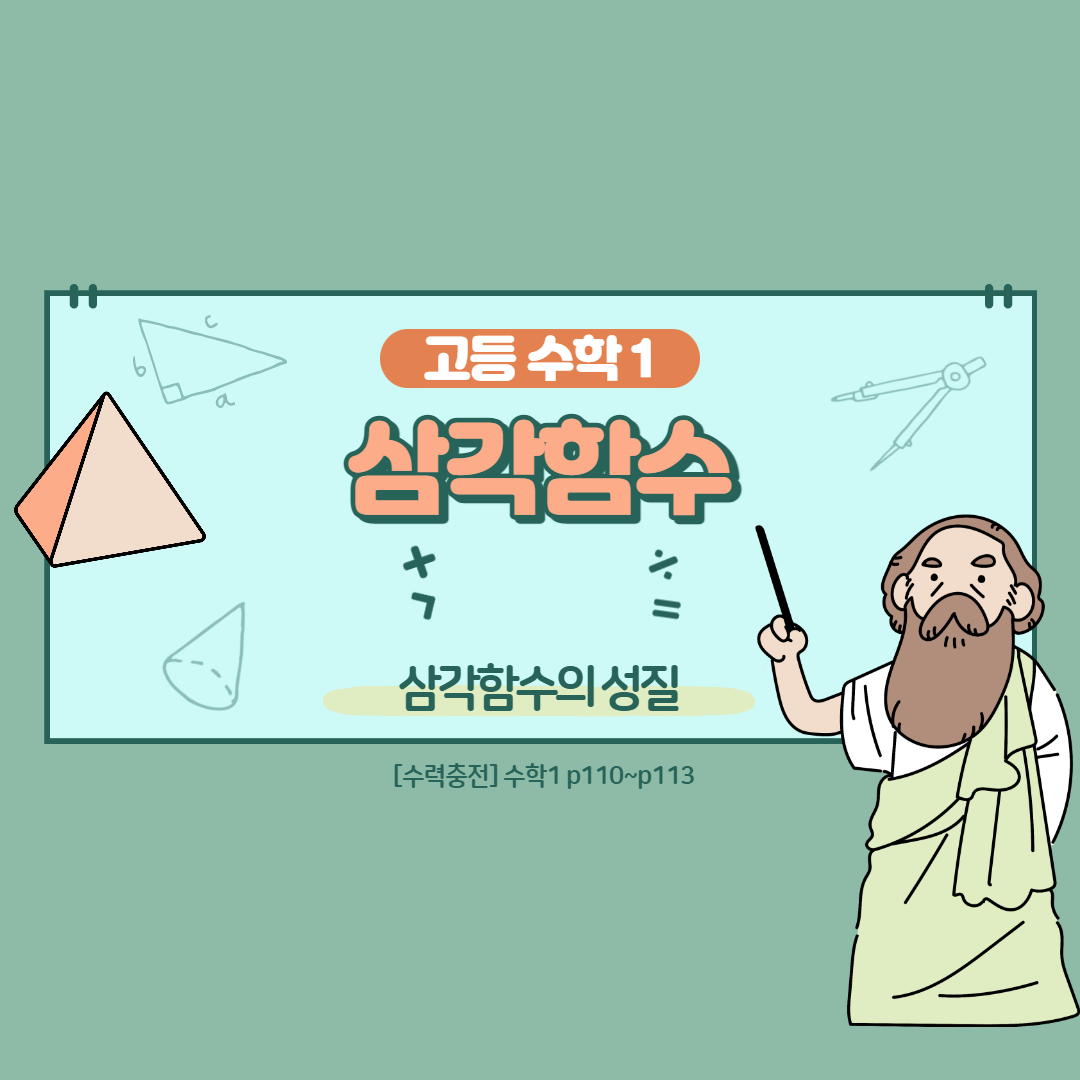 c
b
a
고등 수학 1
삼각함수
+ ÷
ㄱ =
삼각함수의 성질
[수력충전] 수학1 p110~p113